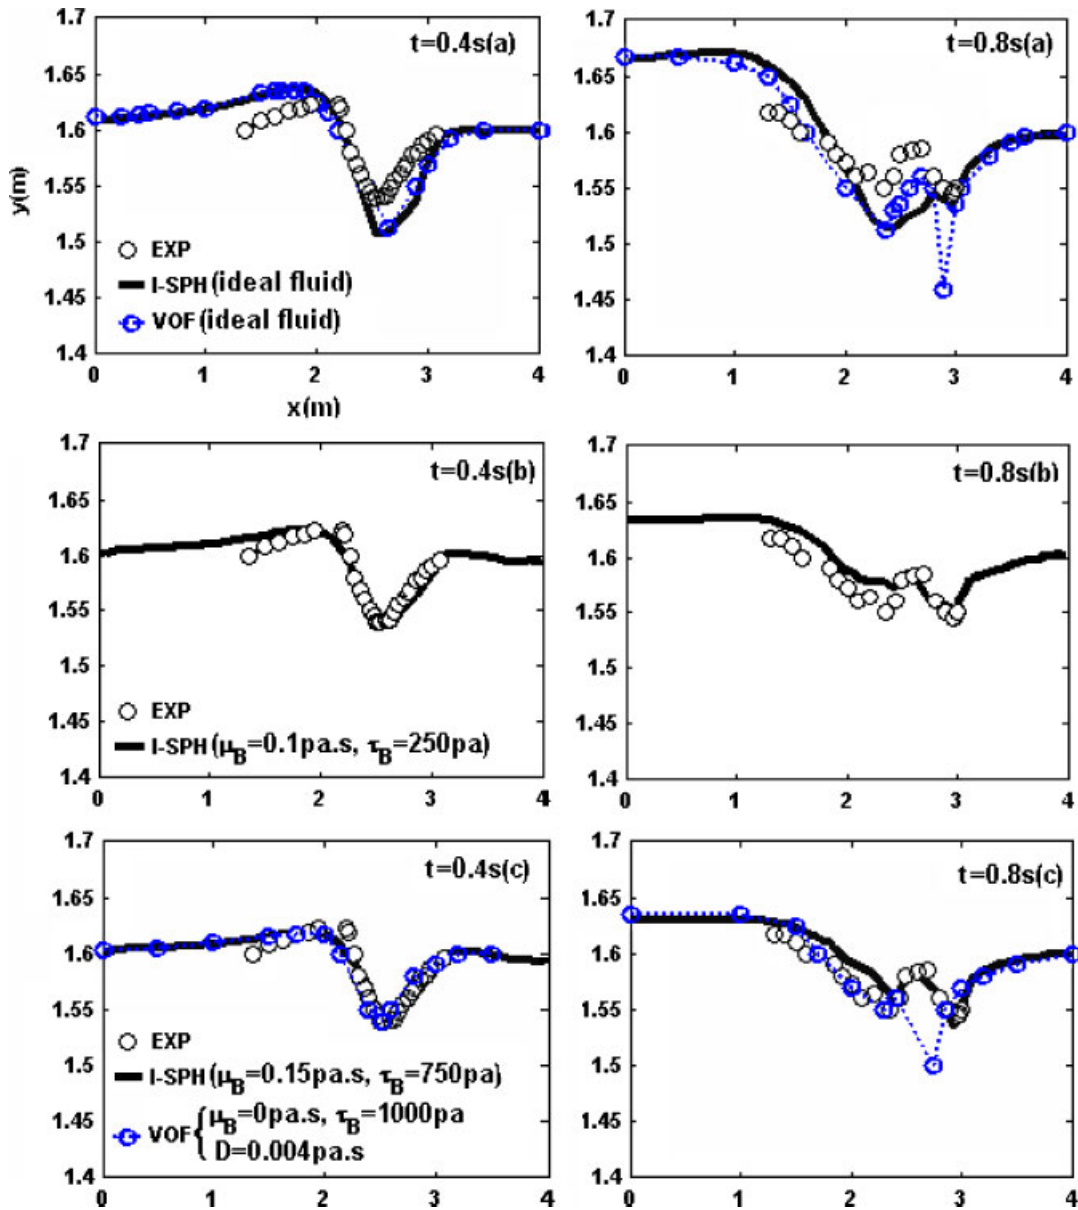 1.7
1.65
1.6
1.55
1.5
1.45
1.4
y(m)
t=0.4s(a)
EXP
I-SPH (ideal fluid)
VOF (ideal fluid)
0 1 2 3 4
x(m)
1.7
1.65
1.6
1.55
1.5
1.45
1.4
t=0.8s(a)
0 1 2 3 4
1.7
1.65
1.6
1.55
1.5
1.45
1.4
t=0.4s(b)
EXP
I-SPH (μB=0.1pa.s, τB=250pa)
0 1 2 3 4
1.7
1.65
1.6
1.55
1.5
1.45
1.4
t=0.8s(b)
0 1 2 3 4
1.7
1.65
1.6
1.55
1.5
1.45
1.4
t=0.4s(c)
EXP
I-SPH (μB=0.15pa.s, τB=750pa)
VOF { μB=0pa.s, τB=1000pa
D=0.004pa.s
0 1 2 3 4
1.7
1.65
1.6
1.55
1.5
1.45
1.4
t=0.8s(c)
0 1 2 3 4